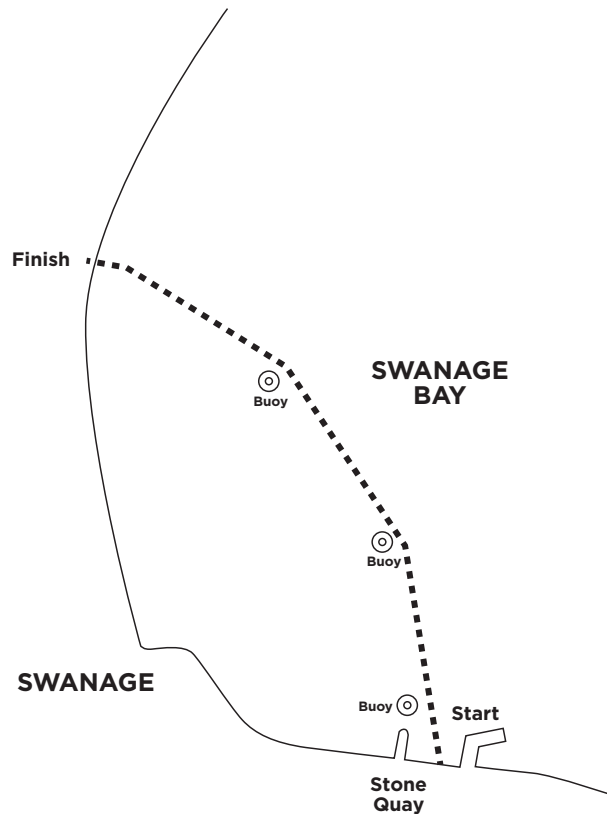 Finish
SWANAGE
BAY
Buoy
Buoy
SWANAGE
Buoy
Start
Stone
Quay